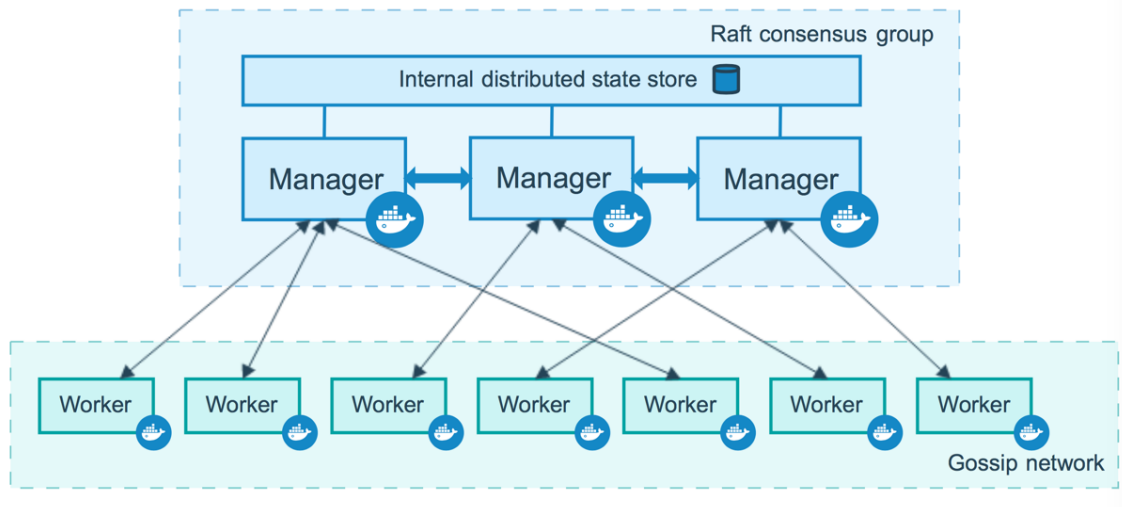 Raft consensus group
Internal distributed state store
Manager
Manager
Manager
Worker
Worker
Worker
Worker
Worker
Worker
Worker
Gossip network